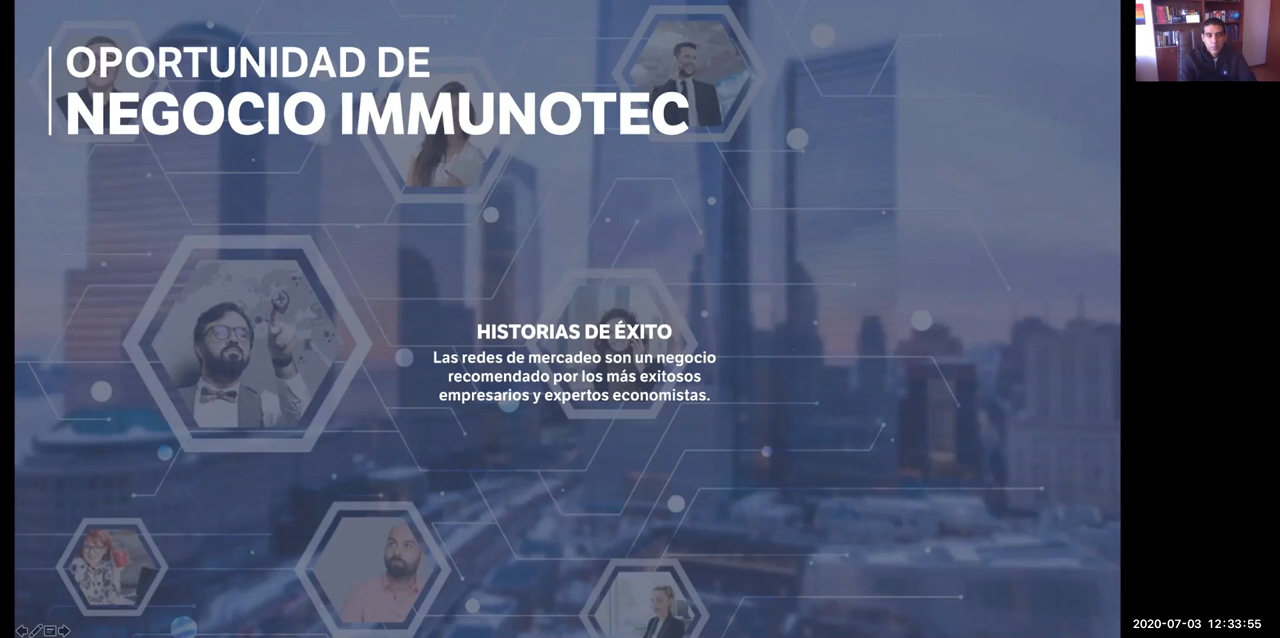 OPORTUNIDAD DE
NEGOCIO IMMUNOTEC
HISTORIAS DE ÉXITO
Las redes de mercadeo son un negocio
recomendado por los más exitosos
empresarios y expertos economistas.
2020-07-03 12:33:55